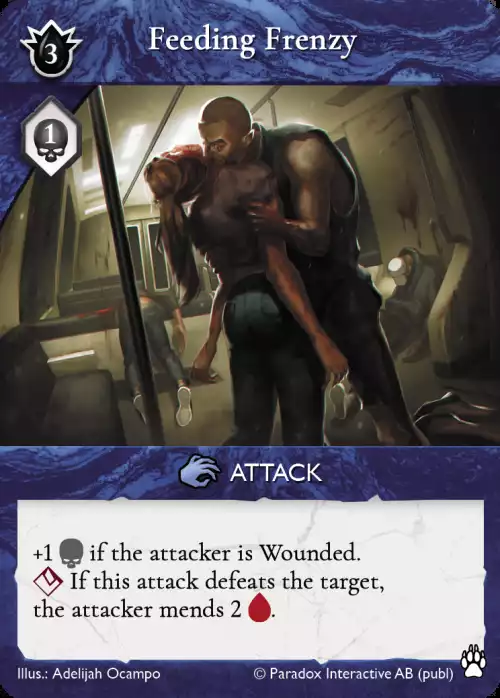 3
Feeding Frenzy
1
ATTACK
+1 if the attacker is Wounded.
If this attack defeats the target,
the attacker mends 2 .
Illus.: Adelijah Ocampo
© Paradox Interactive AB (publ)